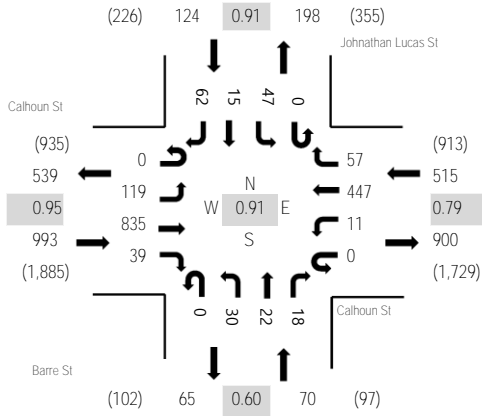 (226) 124 0.91 198 (355)
Johnathan Lucas St
62 15 47 0
Calhoun St
(935) (913)
539 0 57 515
0.95 119 447 0.79
N
W 0.91 E
S
993 835 11 900
(1,885) 39 0 (1,729)
0 30 22 18
Calhoun St
Barre St
(102) 65 0.60 70 (97)